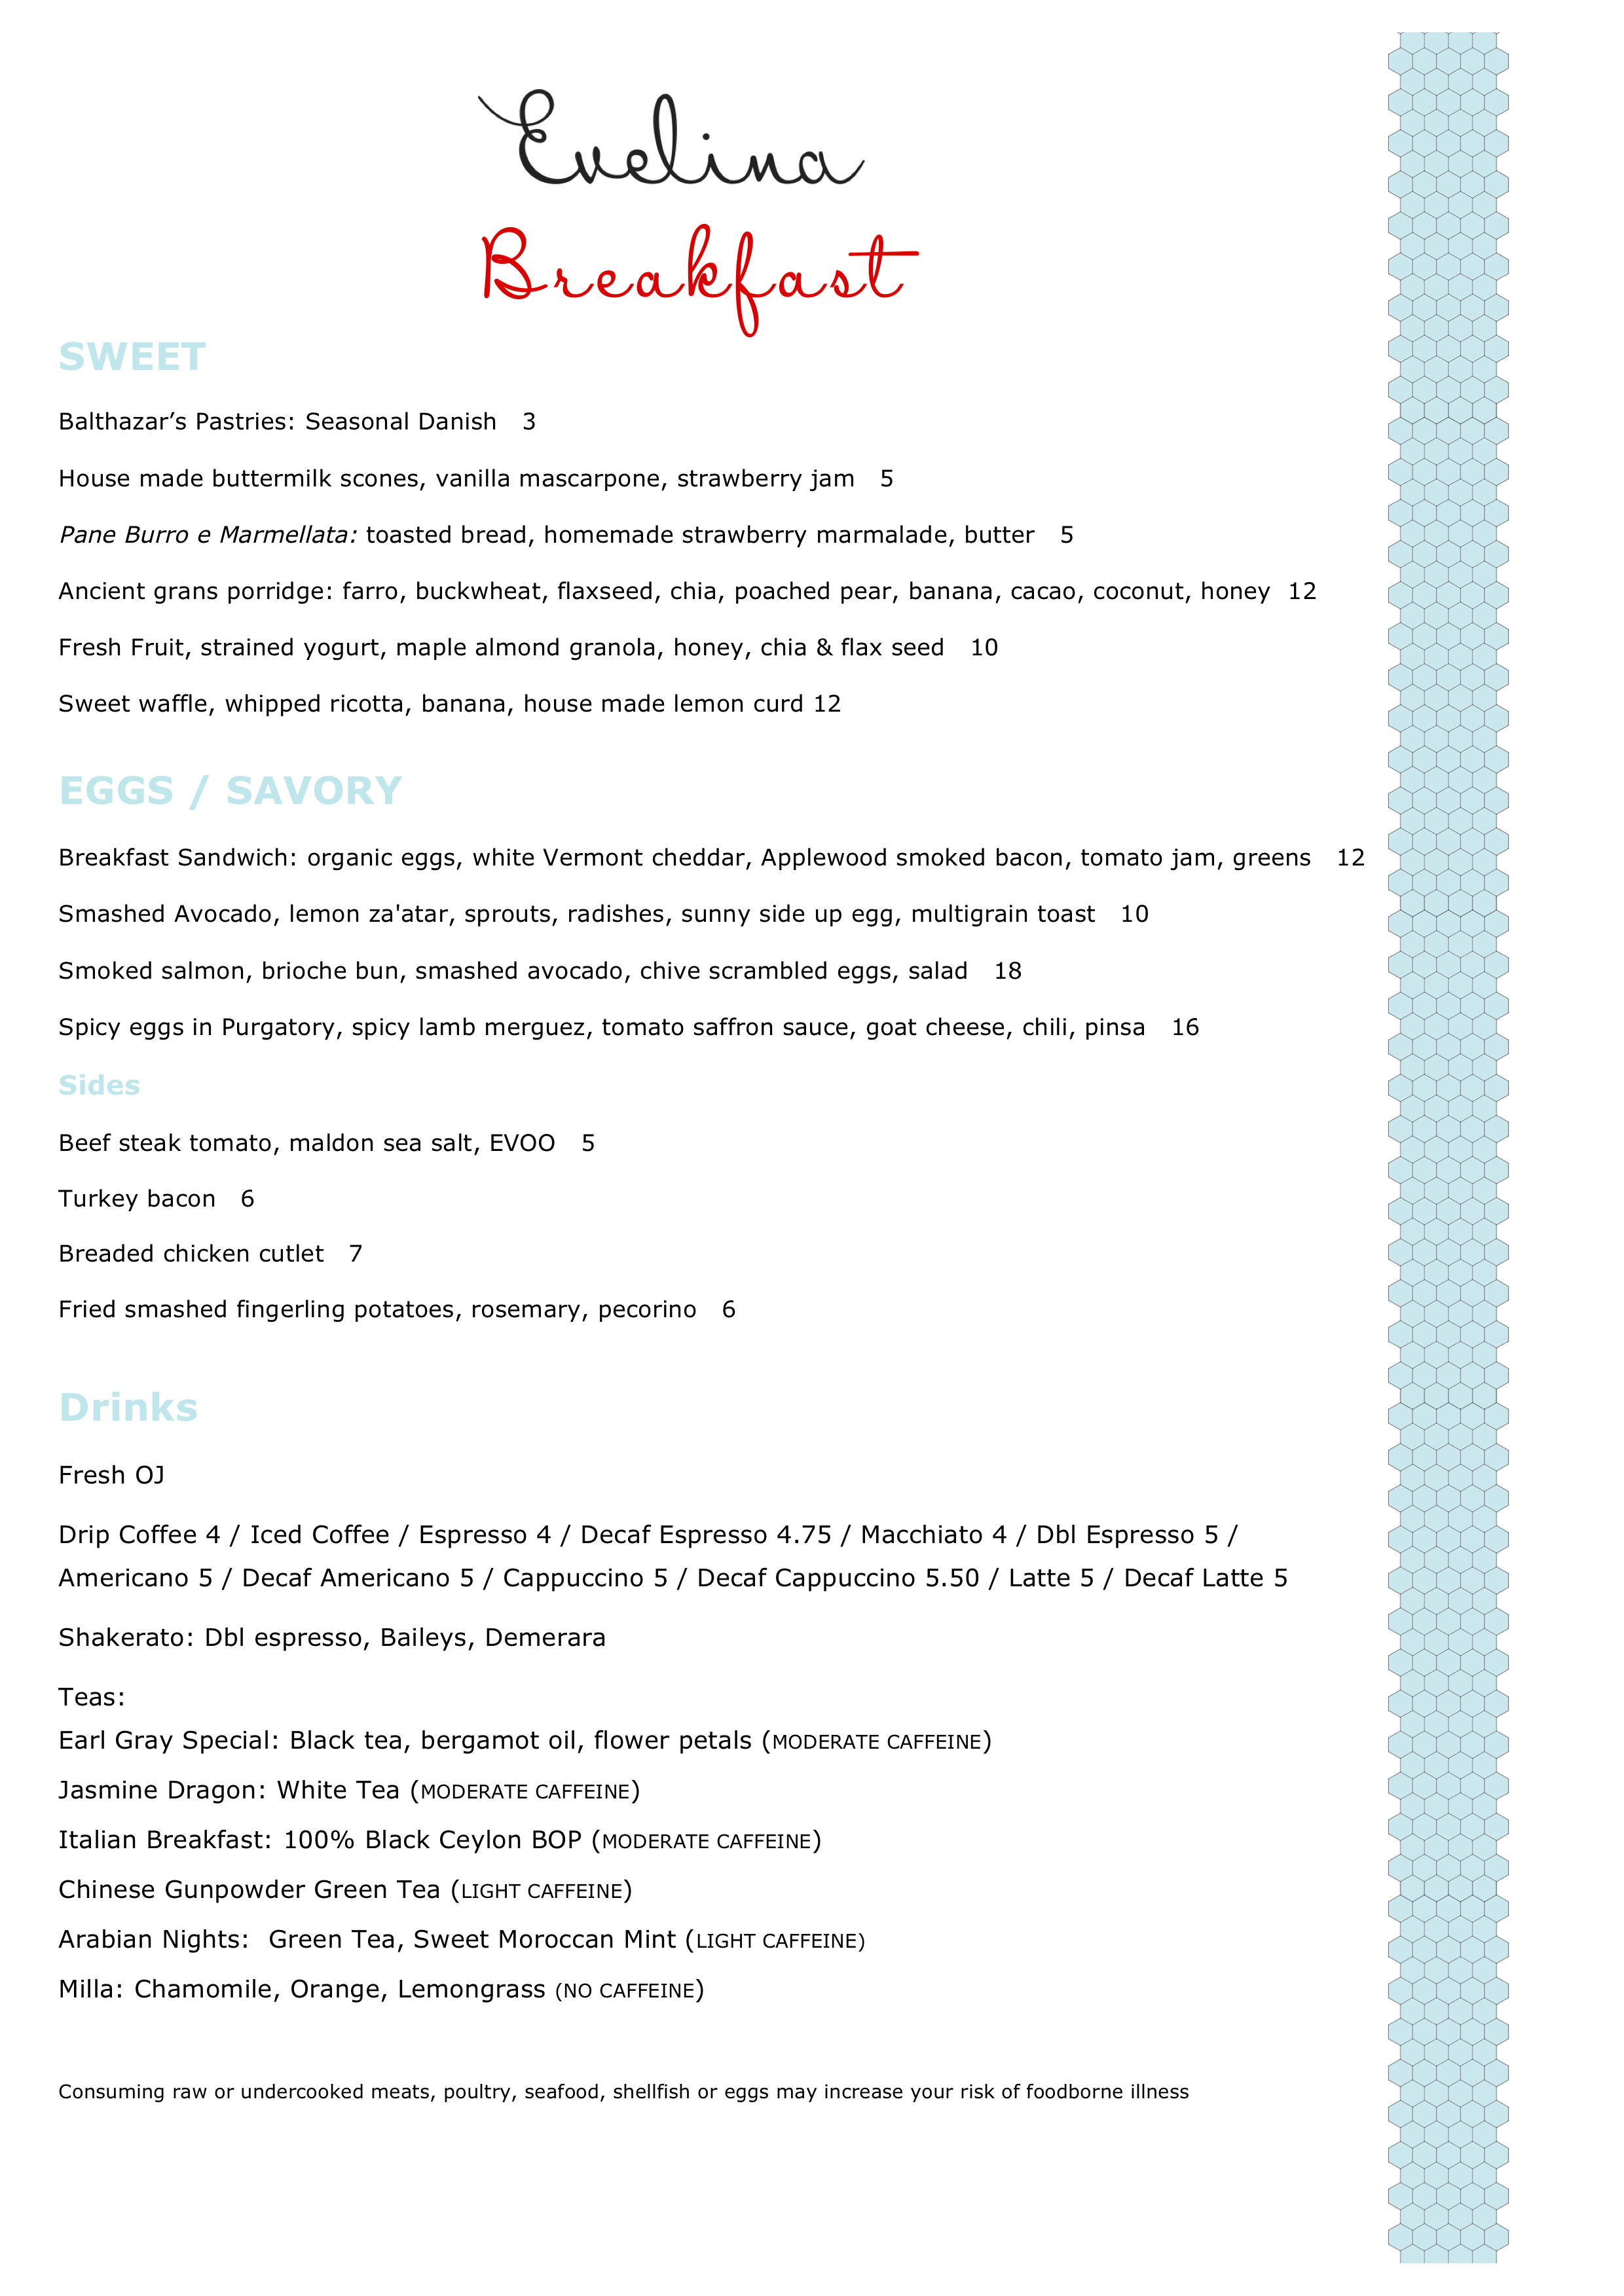 Evelina
Breakfast
SWEET
Balthazar’s Pastries: Seasonal Danish 3
House made buttermilk scones, vanilla mascarpone, strawberry jam 5
Pane Burro e Marmellata: toasted bread, homemade strawberry marmalade, butter 5
Ancient grans porridge: farro, buckwheat, flaxseed, chia, poached pear, banana, cacao, coconut, honey 12
Fresh Fruit, strained yogurt, maple almond granola, honey, chia & flax seed 10
Sweet waffle, whipped ricotta, banana, house made lemon curd 12
EGGS / SAVORY
Breakfast Sandwich: organic eggs, white Vermont cheddar, Applewood smoked bacon, tomato jam, greens 12
Smashed Avocado, lemon za'atar, sprouts, radishes, sunny side up egg, multigrain toast 10
Smoked salmon, brioche bun, smashed avocado, chive scrambled eggs, salad 18
Spicy eggs in Purgatory, spicy lamb merguez, tomato saffron sauce, goat cheese, chili, pinsa 16
Sides
Beef steak tomato, maldon sea salt, EVOO 5
Turkey bacon 6
Breaded chicken cutlet 7
Fried smashed fingerling potatoes, rosemary, pecorino 6
Drinks
Fresh OJ
Drip Coffee 4 / Iced Coffee / Espresso 4 / Decaf Espresso 4.75 / Macchiato 4 / Dbl Espresso 5 /
Americano 5 / Decaf Americano 5 / Cappuccino 5 / Decaf Cappuccino 5.50 / Latte 5 / Decaf Latte 5
Shakerato: Dbl espresso, Baileys, Demerara
Teas:
Earl Gray Special: Black tea, bergamot oil, flower petals (MODERATE CAFFEINE)
Jasmine Dragon: White Tea (MODERATE CAFFEINE)
Italian Breakfast: 100% Black Ceylon BOP (MODERATE CAFFEINE)
Chinese Gunpowder Green Tea (LIGHT CAFFEINE)
Arabian Nights: Green Tea, Sweet Moroccan Mint (LIGHT CAFFEINE)
Milla: Chamomile, Orange, Lemongrass (NO CAFFEINE)
Consuming raw or undercooked meats, poultry, seafood, shellfish or eggs may increase your risk of foodborne illness